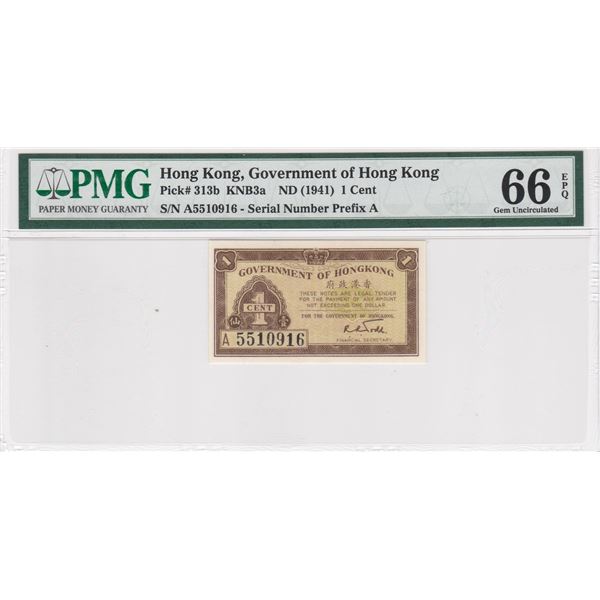 PMG
PAPER MONEY GUARANTY
Hong Kong, Government of Hong Kong
Pick# 313b KNB3a ND (1941) 1 Cent
S/N A5510916 - Serial Number Prefix A
66 EPQ
Gem Uncirculated
1 1
GOVERNMENT OF HONGKONG
府政港香
THESE NOTES ARE LEGAL TENDER
FOR THE PAYMENT OF ANY AMOUNT
NOT EXCEEDING ONE DOLLAR.
FOR THE GOVERNMENT OF HONGKONG.
1
CENT
仙 壹
A 5510916
FINANCIAL SECRETARY